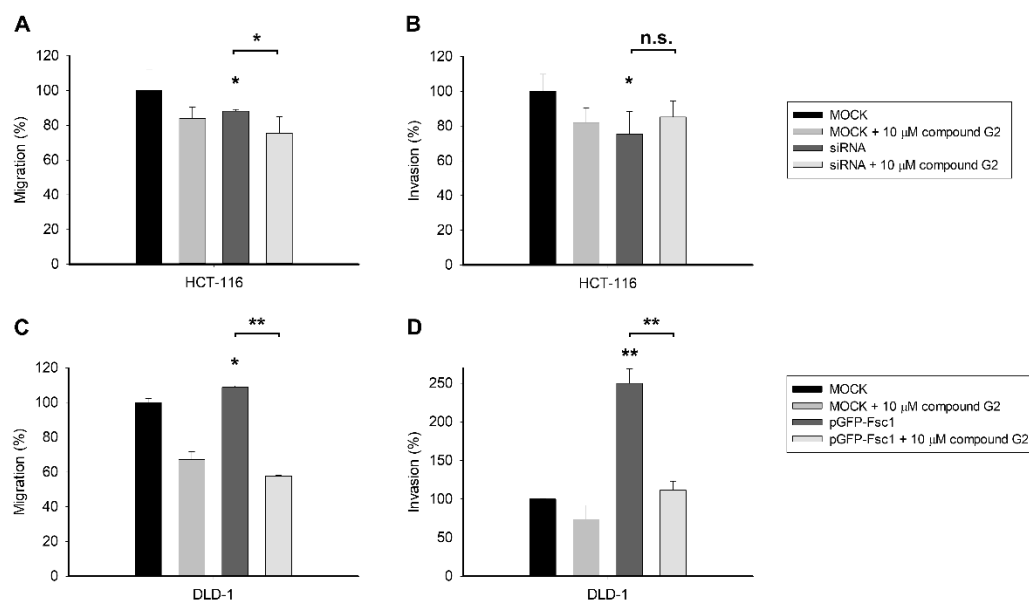 A
*
*
Migration (%)
120
100
80
60
40
20
0
HCT-116
B
n.s.
*
Invasion (%)
120
100
80
60
40
20
0
HCT-116
MOCK
MOCK + 10 μM compound G2
siRNA
siRNA + 10 μM compound G2
C
**
*
Migration (%)
120
100
80
60
40
20
0
DLD-1
D
**
**
Invasion (%)
250
200
150
100
50
0
DLD-1
MOCK
MOCK + 10 μM compound G2
pGFP-Fsc1
pGFP-Fsc1 + 10 μM compound G2